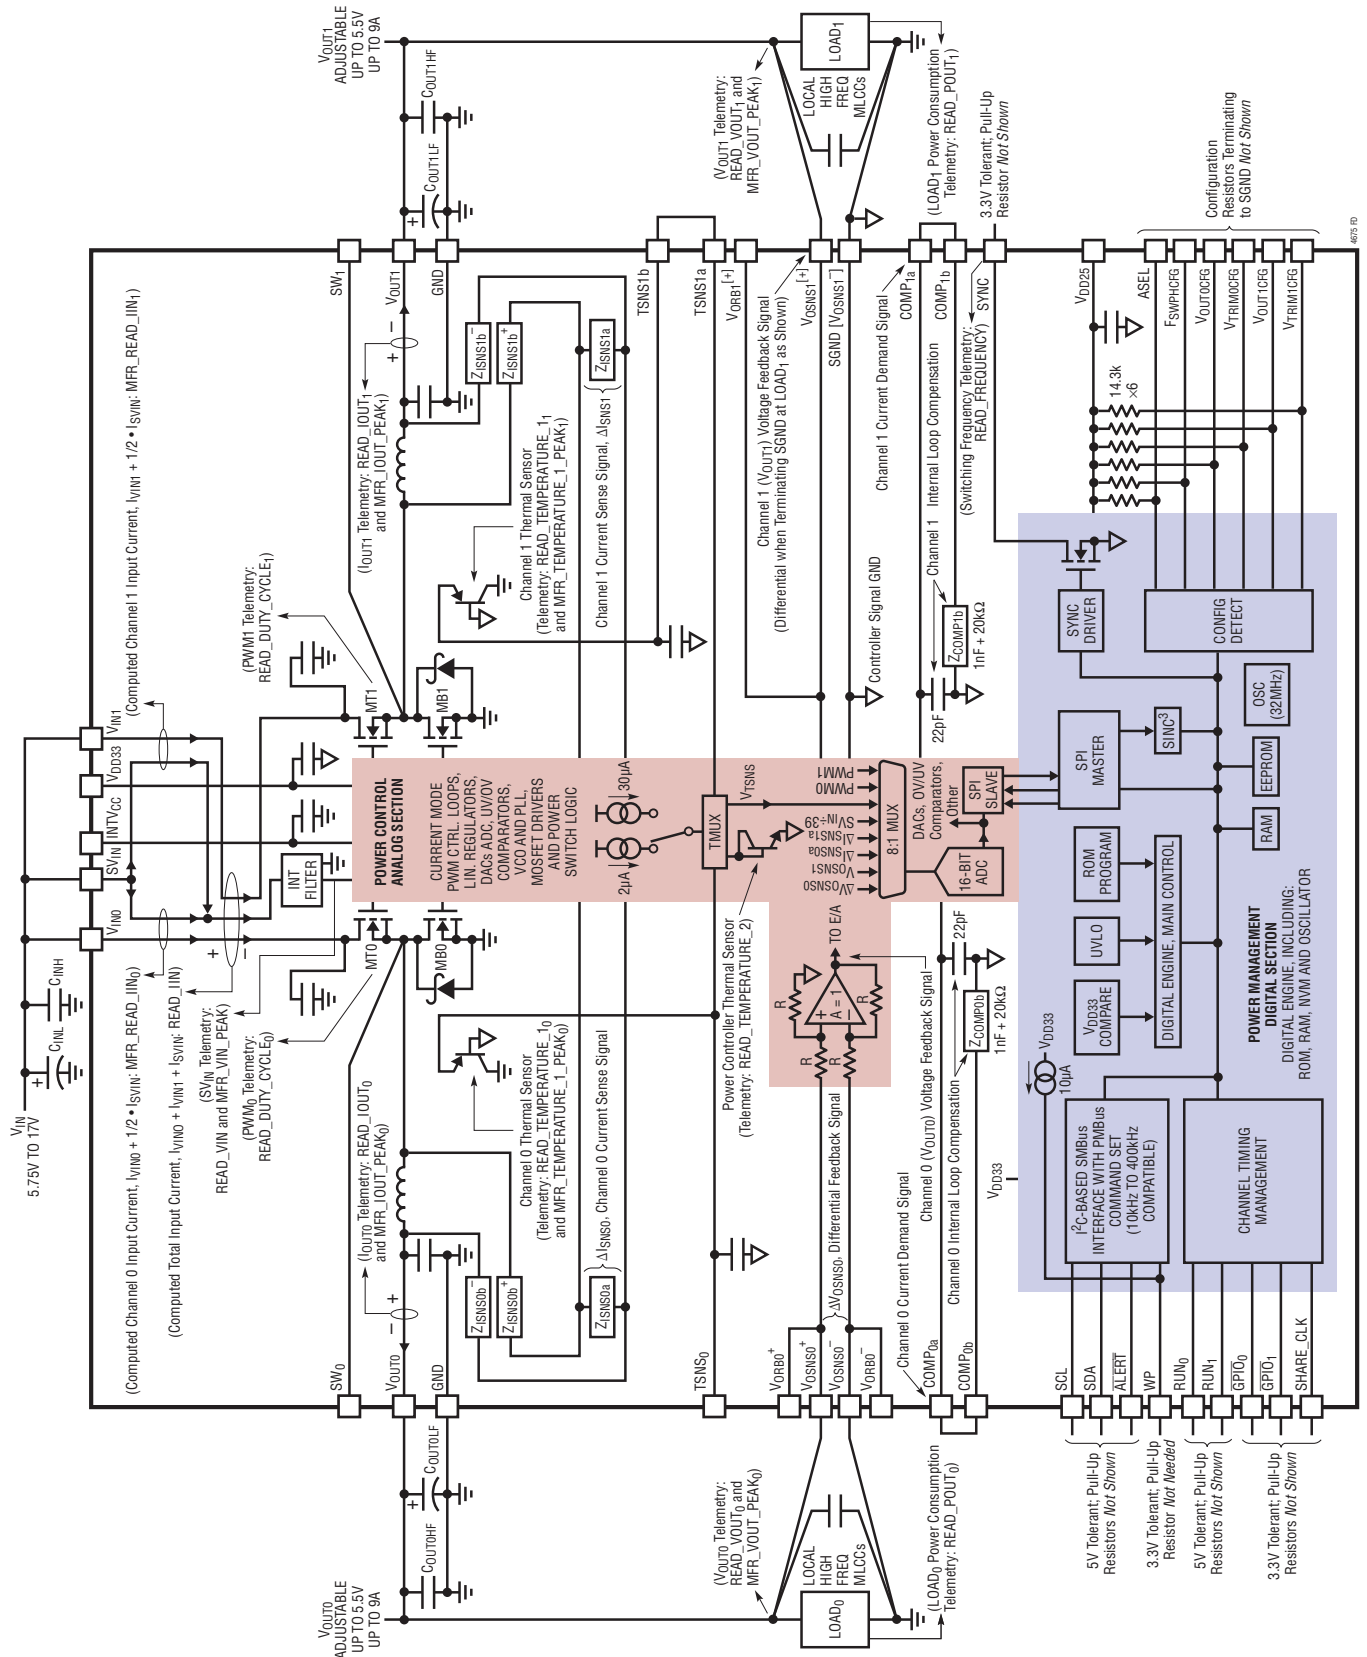 VIN
5.75V TO 17V
CINL
CINH
VIN0
SVIN
INTVCC
VDD33
VIN1
(Computed Channel 0 Input Current, IVIN0 + 1/2 • ISVIN: MFR_READ_IIN0)
(Computed Total Input Current, IVIN0 + IVIN1 + ISVIN: READ_IIN)
(SVIN Telemetry:
READ_VIN and MFR_VIN_PEAK)
(PWM0 Telemetry:
READ_DUTY_CYCLE0)
(Computed Channel 1 Input Current, IVIN1 + 1/2 • ISVIN: MFR_READ_IIN1)
(PWM1 Telemetry:
READ_DUTY_CYCLE1)
INT
FILTER
+
–
VOUT0
ADJUSTABLE
UP TO 5.5V
UP TO 9A
COUT0HF
COUT0LF
SW0
VOUT0
GND
(IOUT0 Telemetry: READ_IOUT0
and MFR_IOUT_PEAK0)
– +
MT0
MB0
POWER CONTROL
ANALOG SECTION
CURRENT MODE
PWM CTRL. LOOPS,
LIN. REGULATORS,
DACs ADC, UV/OV
COMPARATORS,
VCO AND PLL,
MOSFET DRIVERS
AND POWER
SWITCH LOGIC
MT1
MB1
(IOUT1 Telemetry: READ_IOUT1
and MFR_IOUT_PEAK1)
+ –
SW1
VOUT1
GND
COUT1LF
COUT1HF
VOUT1
ADJUSTABLE
UP TO 5.5V
UP TO 9A
ZISNS0b–
ZISNS0b+
ZISNS0a
ΔISNS0, Channel 0 Current Sense Signal
Channel 0 Thermal Sensor
(Telemetry: READ_TEMPERATURE_10
and MFR_TEMPERATURE_1_PEAK0)
2µA
30µA
Channel 1 Thermal Sensor
(Telemetry: READ_TEMPERATURE_11
and MFR_TEMPERATURE_1_PEAK1)
Channel 1 Current Sense Signal, ΔISNS1
ZISNS1b–
ZISNS1b+
ZISNS1a
TSNS0
TMUX
VTSNS
Power Controller Thermal Sensor
(Telemetry: READ_TEMPERATURE_2)
TSNS1b
TSNS1a
VORB1[+]
VOSNS1[+]
SGND [VOSNS1–]
(VOUT0 Telemetry:
READ_VOUT0 and
MFR_VOUT_PEAK0)
LOAD0
LOCAL
HIGH
FREQ
MLCCs
(LOAD0 Power Consumption
Telemetry: READ_POUT0)
VORB0+
VOSNS0+
VOSNS0–
VORB0–
ΔVOSNS0, Differential Feedback Signal
R
R
R
R
A = 1
+
–
TO E/A
ΔVOSNS0
VOSNS1
ΔISNS0a
ΔISNS1a
SVIN÷39
PWM0
PWM1
8:1 MUX
16-BIT
ADC
DACs, OV/UV
Comparators,
Other
SPI
SLAVE
Channel 1 (VOUT1) Voltage Feedback Signal
(Differential when Terminating SGND at LOAD1 as Shown)
Controller Signal GND
(VOUT1 Telemetry:
READ_VOUT1 and
MFR_VOUT_PEAK1)
LOAD1
LOCAL
HIGH
FREQ
MLCCs
(LOAD1 Power Consumption
Telemetry: READ_POUT1)
Channel 0 Current Demand Signal
COMP0a
COMP0b
Channel 0 (VOUT0) Voltage Feedback Signal
Channel 0 Internal Loop Compensation
22pF
ZCOMP0b
1nF + 20kΩ
22pF
ZCOMP1b
1nF + 20kΩ
Channel 1 Internal Loop Compensation
Channel 1 Current Demand Signal
COMP1a
COMP1b
(Switching Frequency Telemetry:
READ_FREQUENCY)
SYNC
3.3V Tolerant; Pull-Up
Resistor Not Shown
VDD33
VDD33
10µA
SCL
SDA
ALERT
WP
RUN0
RUN1
GPIO0
GPIO1
SHARE_CLK
5V Tolerant; Pull-Up
Resistors Not Shown
3.3V Tolerant; Pull-Up
Resistor Not Needed
5V Tolerant; Pull-Up
Resistors Not Shown
3.3V Tolerant; Pull-Up
Resistors Not Shown
I2C-BASED SMBus
INTERFACE WITH PMBus
COMMAND SET
(10kHz TO 400kHz
COMPATIBLE)
CHANNEL TIMING
MANAGEMENT
VDD33
COMPARE
UVLO
ROM
PROGRAM
DIGITAL ENGINE, MAIN CONTROL
POWER MANAGEMENT
DIGITAL SECTION
DIGITAL ENGINE, INCLUDING:
ROM, RAM, NVM AND OSCILLATOR
SPI
MASTER
SINC3
RAM
EEPROM
OSC
(32MHz)
SYNC
DRIVER
CONFIG
DETECT
14.3k
×6
VDD25
ASEL
FSWPHCFG
VOUT0CFG
VTRIM0CFG
VOUT1CFG
VTRIM1CFG
Configuration
Resistors Terminating
to SGND Not Shown
4675 FD